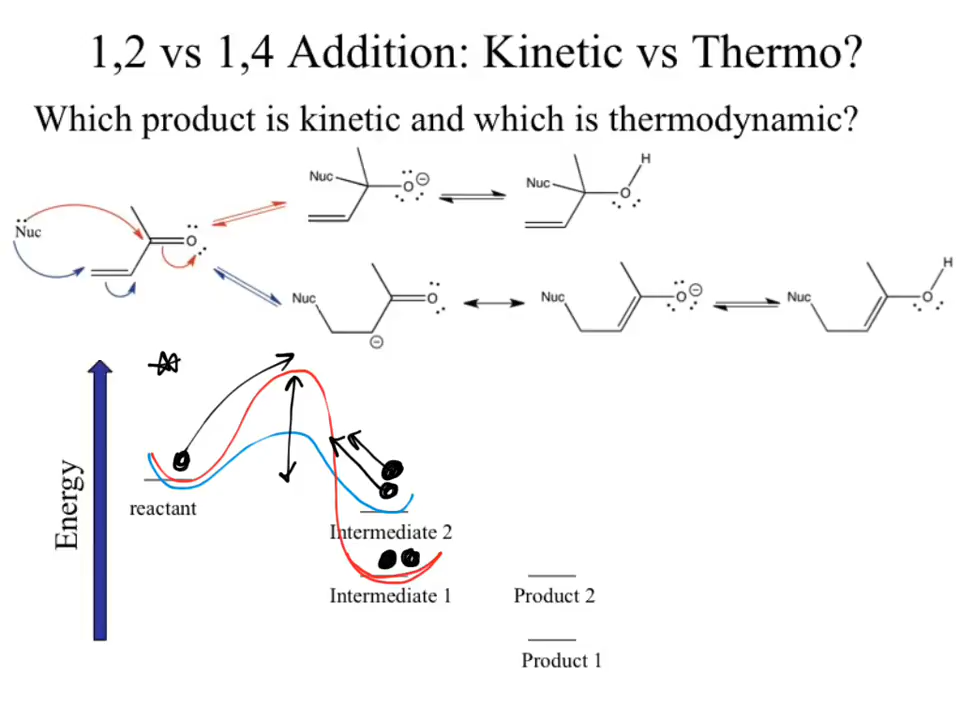 1,2 vs 1,4 Addition: Kinetic vs Thermo?
Which product is kinetic and which is thermodynamic?
H
Nuc
O
Nuc
O
Nuc
O
H
Nuc
O
Nuc
O
Nuc
O
Energy
reactant
Intermediate 2
Intermediate 1
Product 2
Product 1